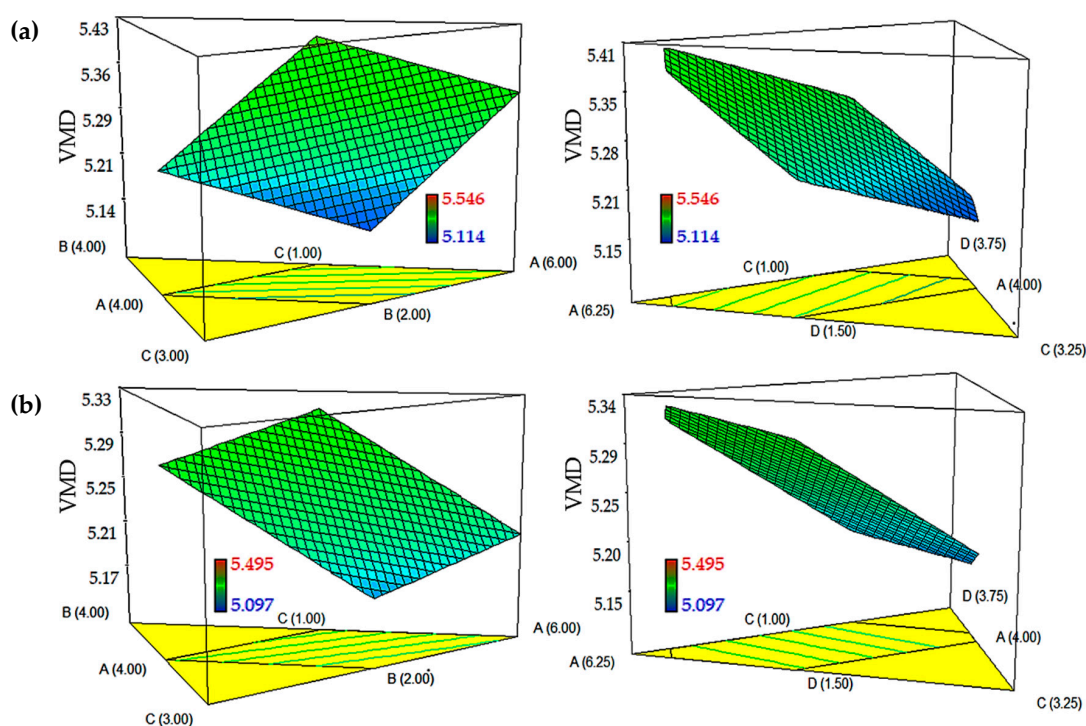 (a)
VMD
5.43
5.36
5.29
5.21
5.14
B (4.00)
A (4.00)
C (3.00)
C (1.00)
B (2.00)
A (6.00)
5.546
5.114
VMD
5.41
5.35
5.28
5.21
5.15
A (6.25)
C (1.00)
D (1.50)
D (3.75)
A (4.00)
C (3.25)
5.546
5.114
(b)
VMD
5.33
5.29
5.25
5.21
5.17
B (4.00)
A (4.00)
C (3.00)
C (1.00)
B (2.00)
A (6.00)
5.495
5.097
VMD
5.34
5.29
5.25
5.20
5.15
A (6.25)
C (1.00)
D (1.50)
D (3.75)
A (4.00)
C (3.25)
5.495
5.097